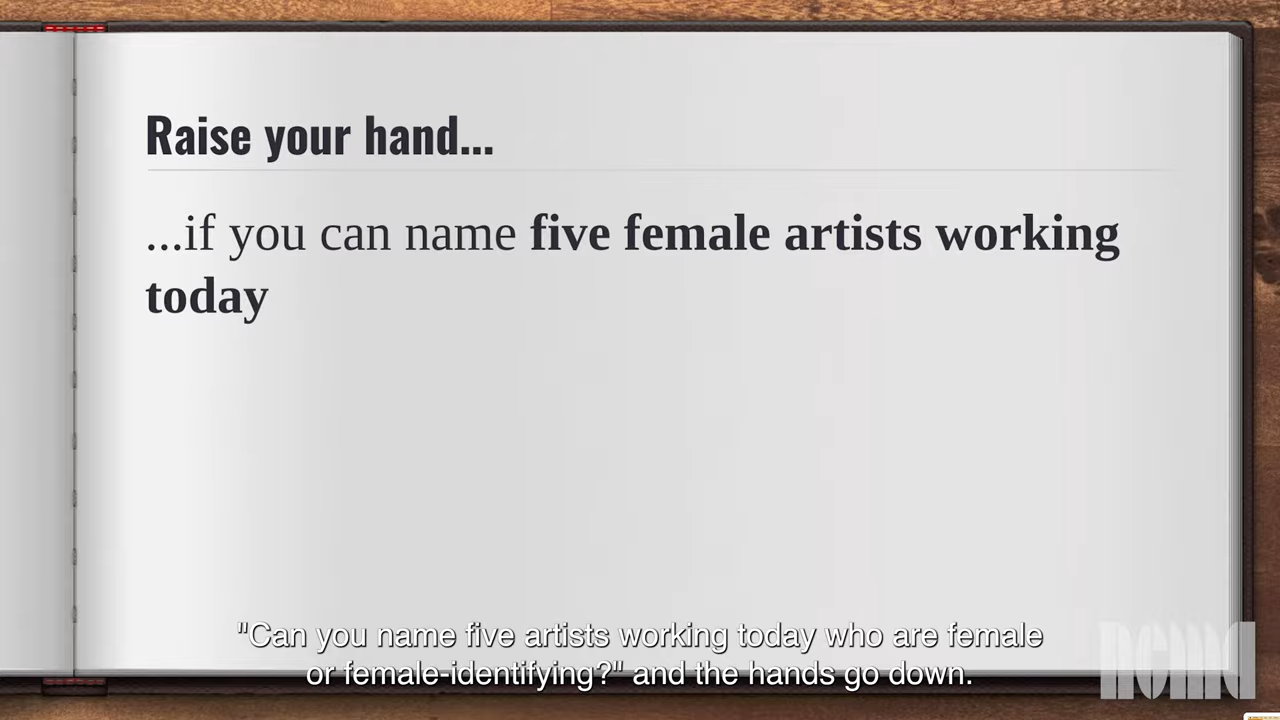 Raise your hand...
...if you can name five female artists working
today
"Can you name five artists working today who are female
or female-identifying?" and the hands go down.
ncma